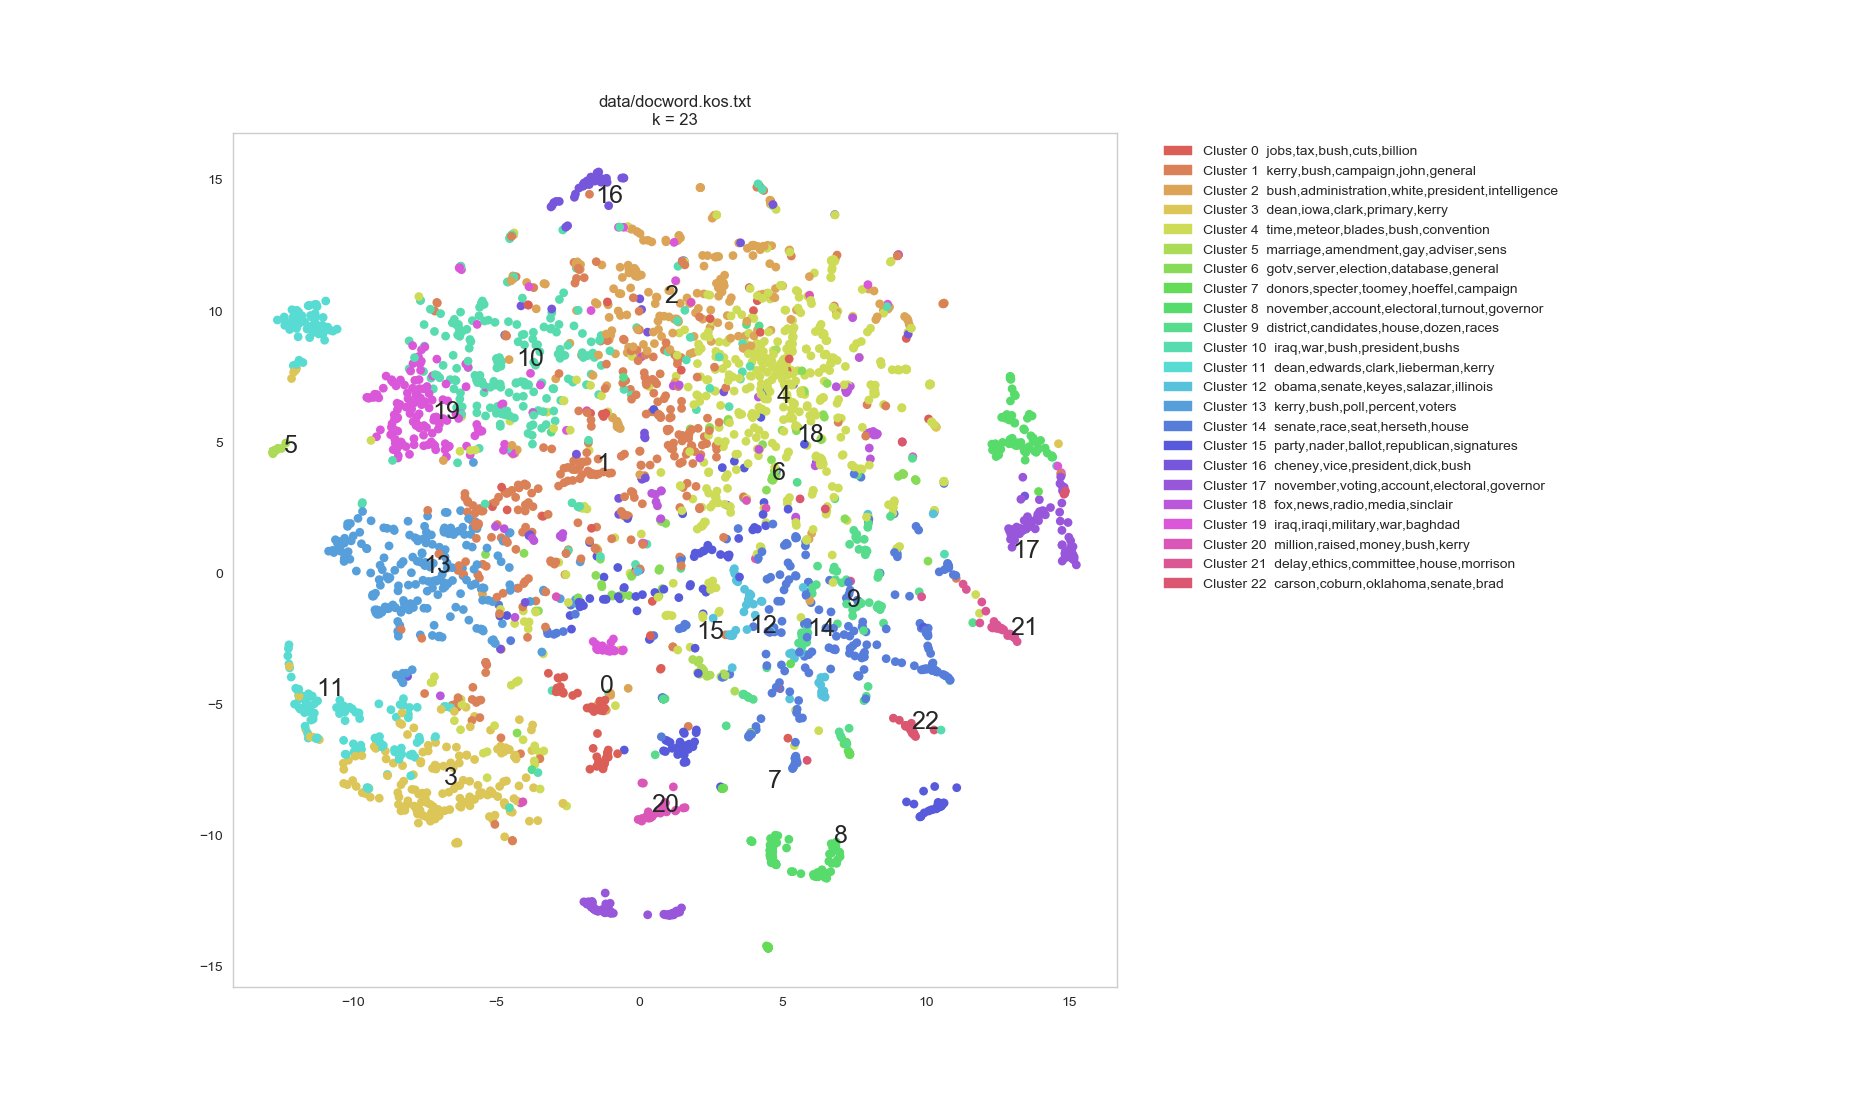 data/docword.kos.txt
k = 23
15
10
5
0
−5
−10
−15
−10
−5
0
5
10
15
16
2
10
4
19
18
5
1
6
17
13
9
15
12
14
21
0
11
22
3
7
20
8
Cluster 0 jobs,tax,bush,cuts,billion
Cluster 1 kerry,bush,campaign,john,general
Cluster 2 bush,administration,white,president,intelligence
Cluster 3 dean,iowa,clark,primary,kerry
Cluster 4 time,meteor,blades,bush,convention
Cluster 5 marriage,amendment,gay,adviser,sens
Cluster 6 gotv,server,election,database,general
Cluster 7 donors,specter,toomey,hoeffel,campaign
Cluster 8 november,account,electoral,turnout,governor
Cluster 9 district,candidates,house,dozen,races
Cluster 10 iraq,war,bush,president,bushs
Cluster 11 dean,edwards,clark,lieberman,kerry
Cluster 12 obama,senate,keyes,salazar,illinois
Cluster 13 kerry,bush,poll,percent,voters
Cluster 14 senate,race,seat,herseth,house
Cluster 15 party,nader,ballot,republican,signatures
Cluster 16 cheney,vice,president,dick,bush
Cluster 17 november,voting,account,electoral,governor
Cluster 18 fox,news,radio,media,sinclair
Cluster 19 iraq,iraqi,military,war,baghdad
Cluster 20 million,raised,money,bush,kerry
Cluster 21 delay,ethics,committee,house,morrison
Cluster 22 carson,coburn,oklahoma,senate,brad